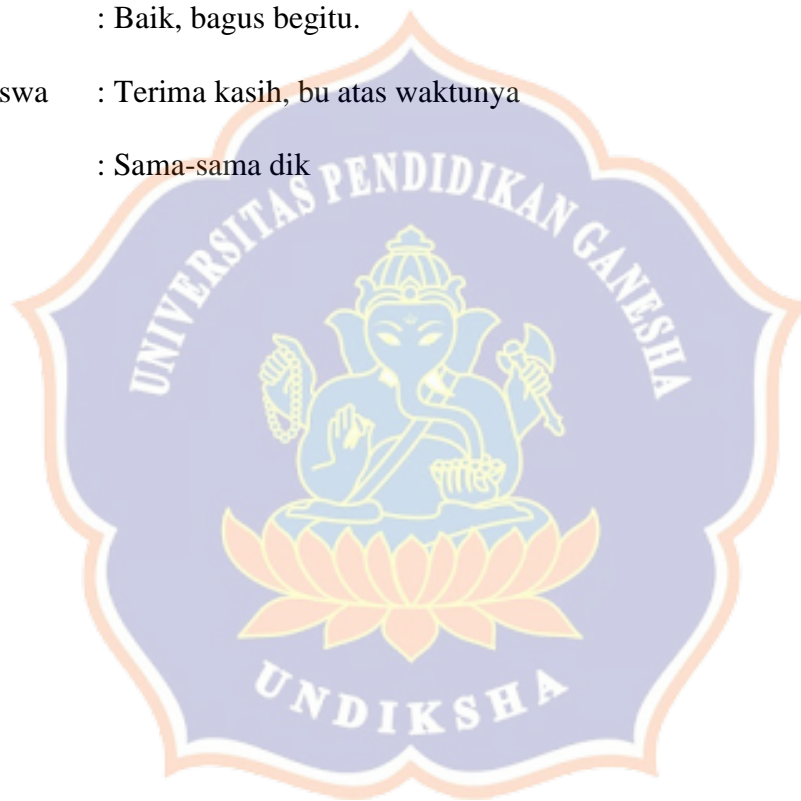 : Baik, bagus begitu.
swa : Terima kasih, bu atas waktunya
: Sama-sama dik
UNIVERSITAS PENDIDIKAN GANESHA
UNDIKSHA